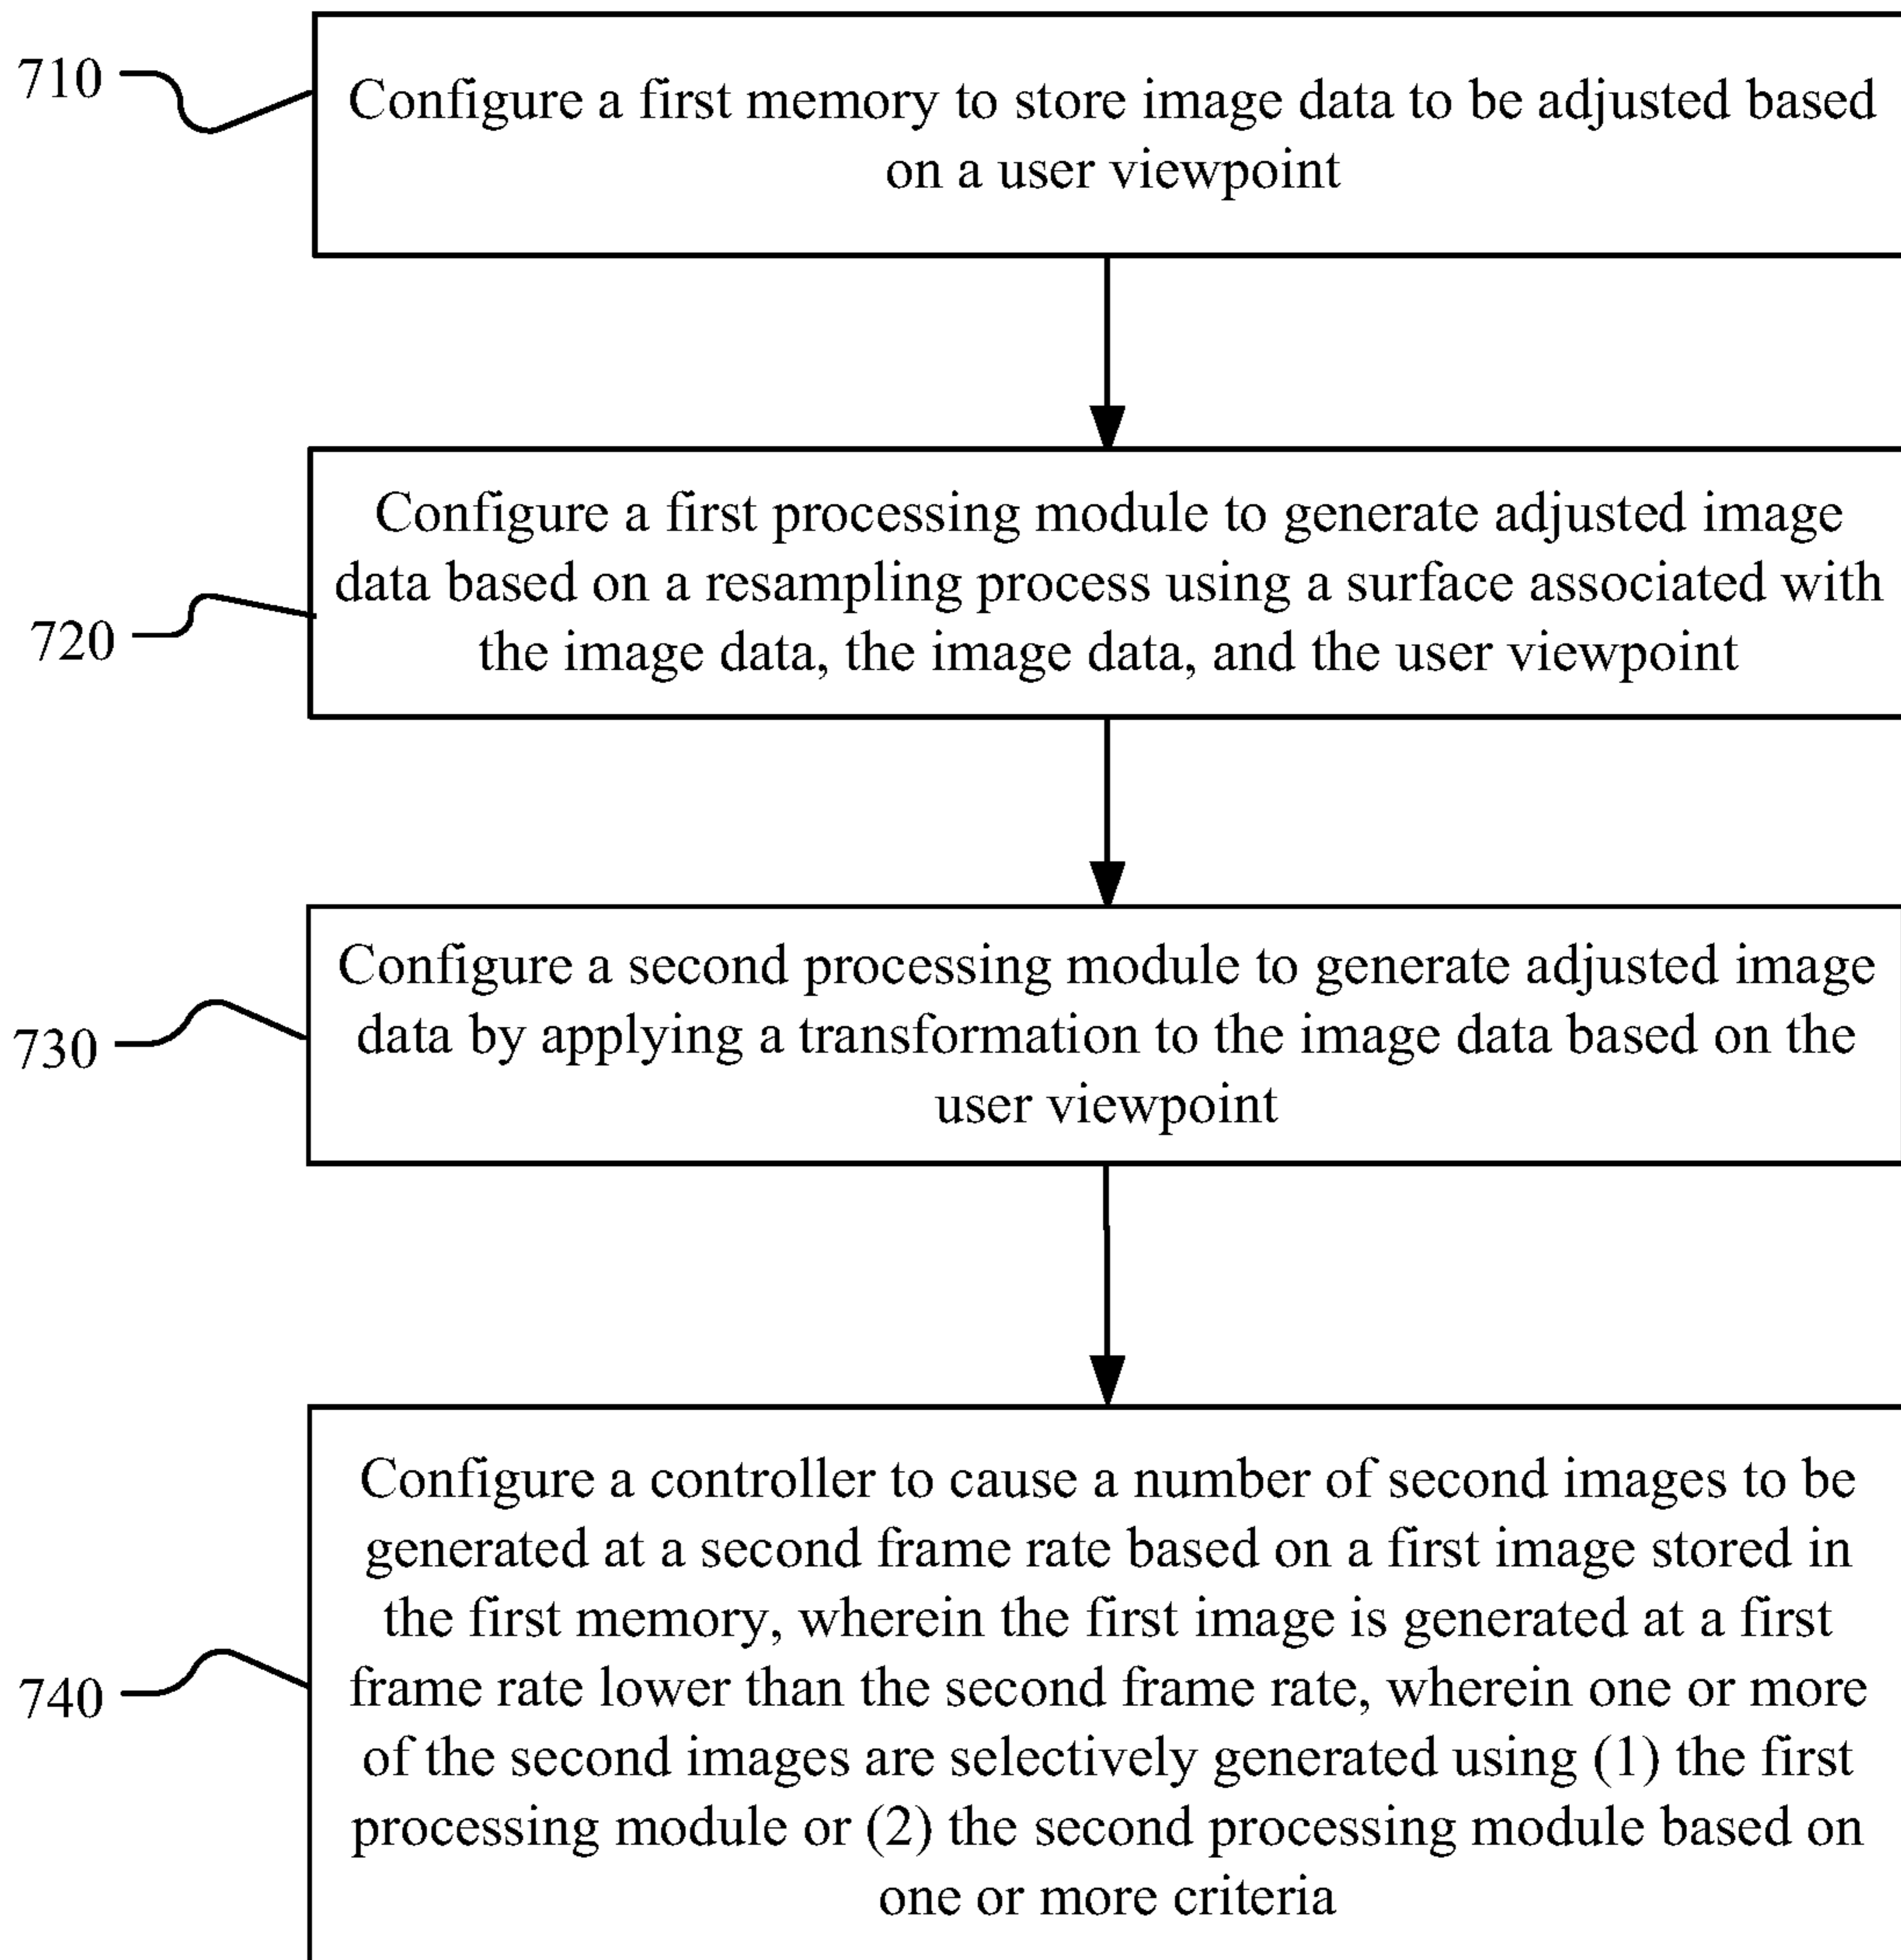 710
Configure a first memory to store image data to be adjusted based
on a user viewpoint
720
Configure a first processing module to generate adjusted image
data based on a resampling process using a surface associated with
the image data, the image data, and the user viewpoint
730
Configure a second processing module to generate adjusted image
data by applying a transformation to the image data based on the
user viewpoint
740
Configure a controller to cause a number of second images to be
generated at a second frame rate based on a first image stored in
the first memory, wherein the first image is generated at a first
frame rate lower than the second frame rate, wherein one or more
of the second images are selectively generated using (1) the first
processing module or (2) the second processing module based on
one or more criteria